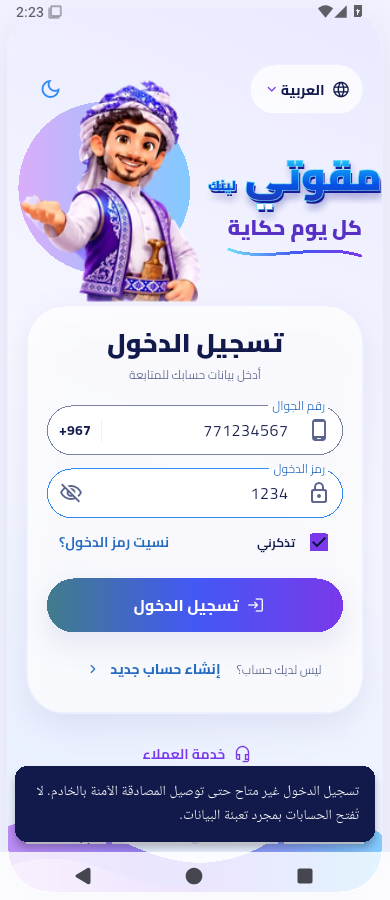 2:23
العربية
مقوتي لينك
كل يوم حكاية
تسجيل الدخول
أدخل بيانات حسابك للمتابعة
رقم الجوال
771234567
+967
رمز الدخول
1234
تذكرني
نسيت رمز الدخول؟
تسجيل الدخول
ليس لديك حساب؟ إنشاء حساب جديد
خدمة العملاء
تسجيل الدخول غير متاح حتى توصيل المصادقة الآمنة بالخادم. لا
تُفتح الحسابات بمجرد تعبئة البيانات.